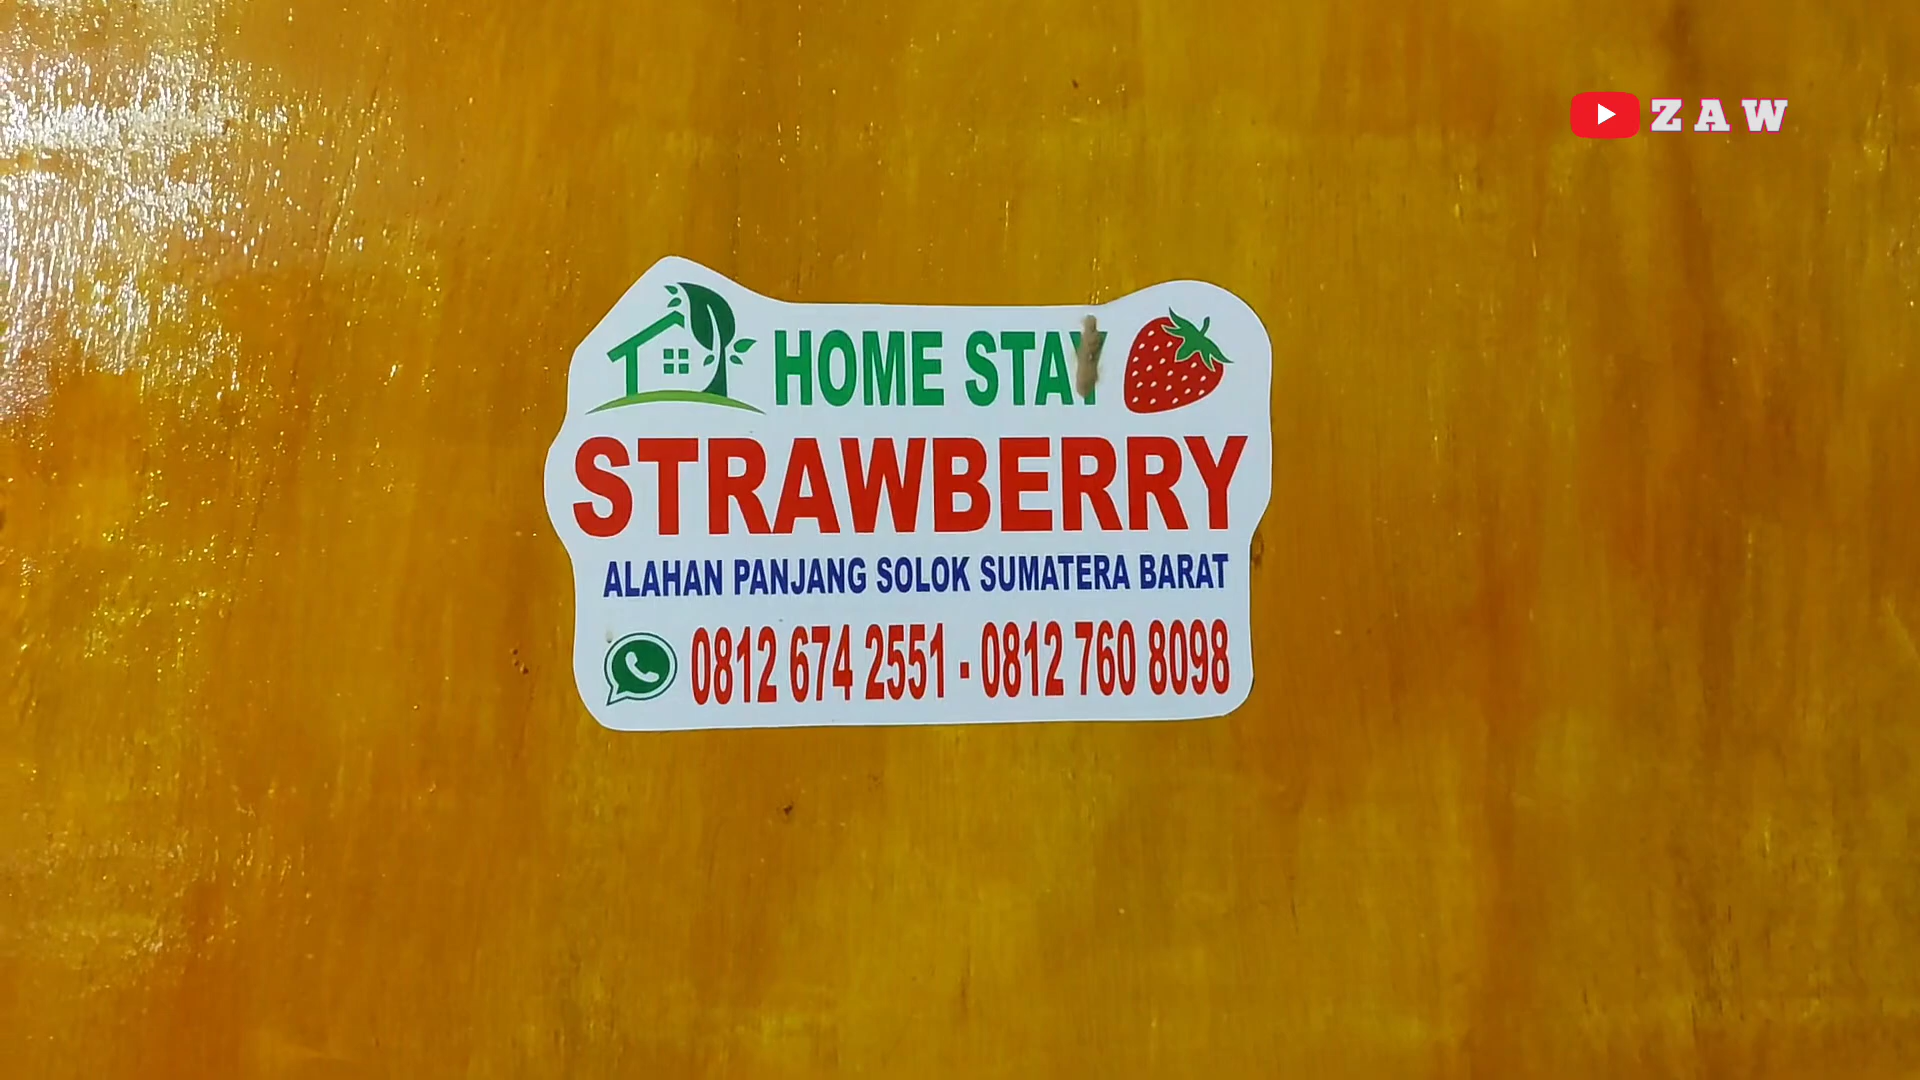 Z A W
HOME STAY
STRAWBERRY
ALAHAN PANJANG SOLOK SUMATERA BARAT
0812 674 2551 - 0812 760 8098